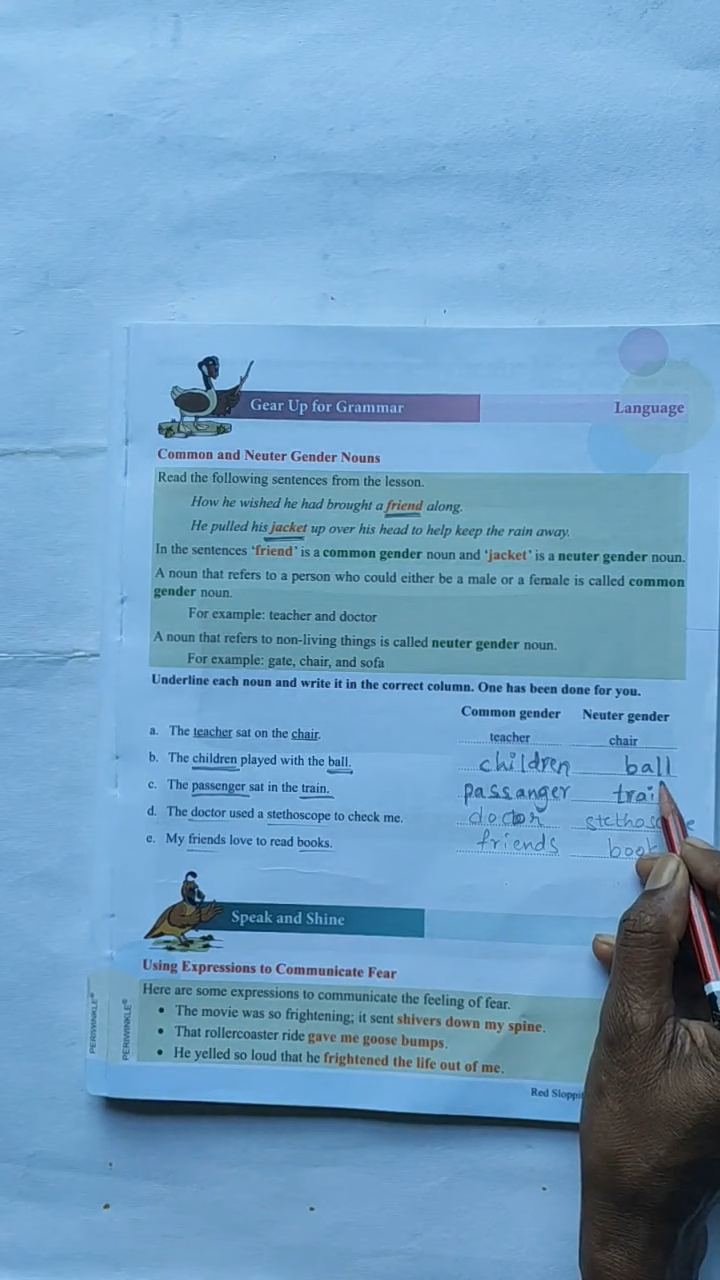 Gear Up for Grammar
Language
Common and Neuter Gender Nouns
Read the following sentences from the lesson.
How he wished he had brought a friend along.
He pulled his jacket up over his head to help keep the rain away.
In the sentences 'friend' is a common gender noun and 'jacket' is a neuter gender noun.
A noun that refers to a person who could either be a male or a female is called common
gender noun.
For example: teacher and doctor
A noun that refers to non-living things is called neuter gender noun.
For example: gate, chair, and sofa
Underline each noun and write it in the correct column. One has been done for you.
Common gender Neuter gender
a. The teacher sat on the chair. teacher chair
b. The children played with the ball. children ball
c. The passenger sat in the train. passanger trai
d. The doctor used a stethoscope to check me. doctor
e. My friends love to read books. friends book
Speak and Shine
Using Expressions to Communicate Fear
Here are some expressions to communicate the feeling of fear.
• The movie was so frightening; it sent shivers down my spine.
• That rollercoaster ride gave me goose bumps.
• He yelled so loud that he frightened the life out of me.
PERIWINKLE®
PERIWINKLE®
Red Sloppi